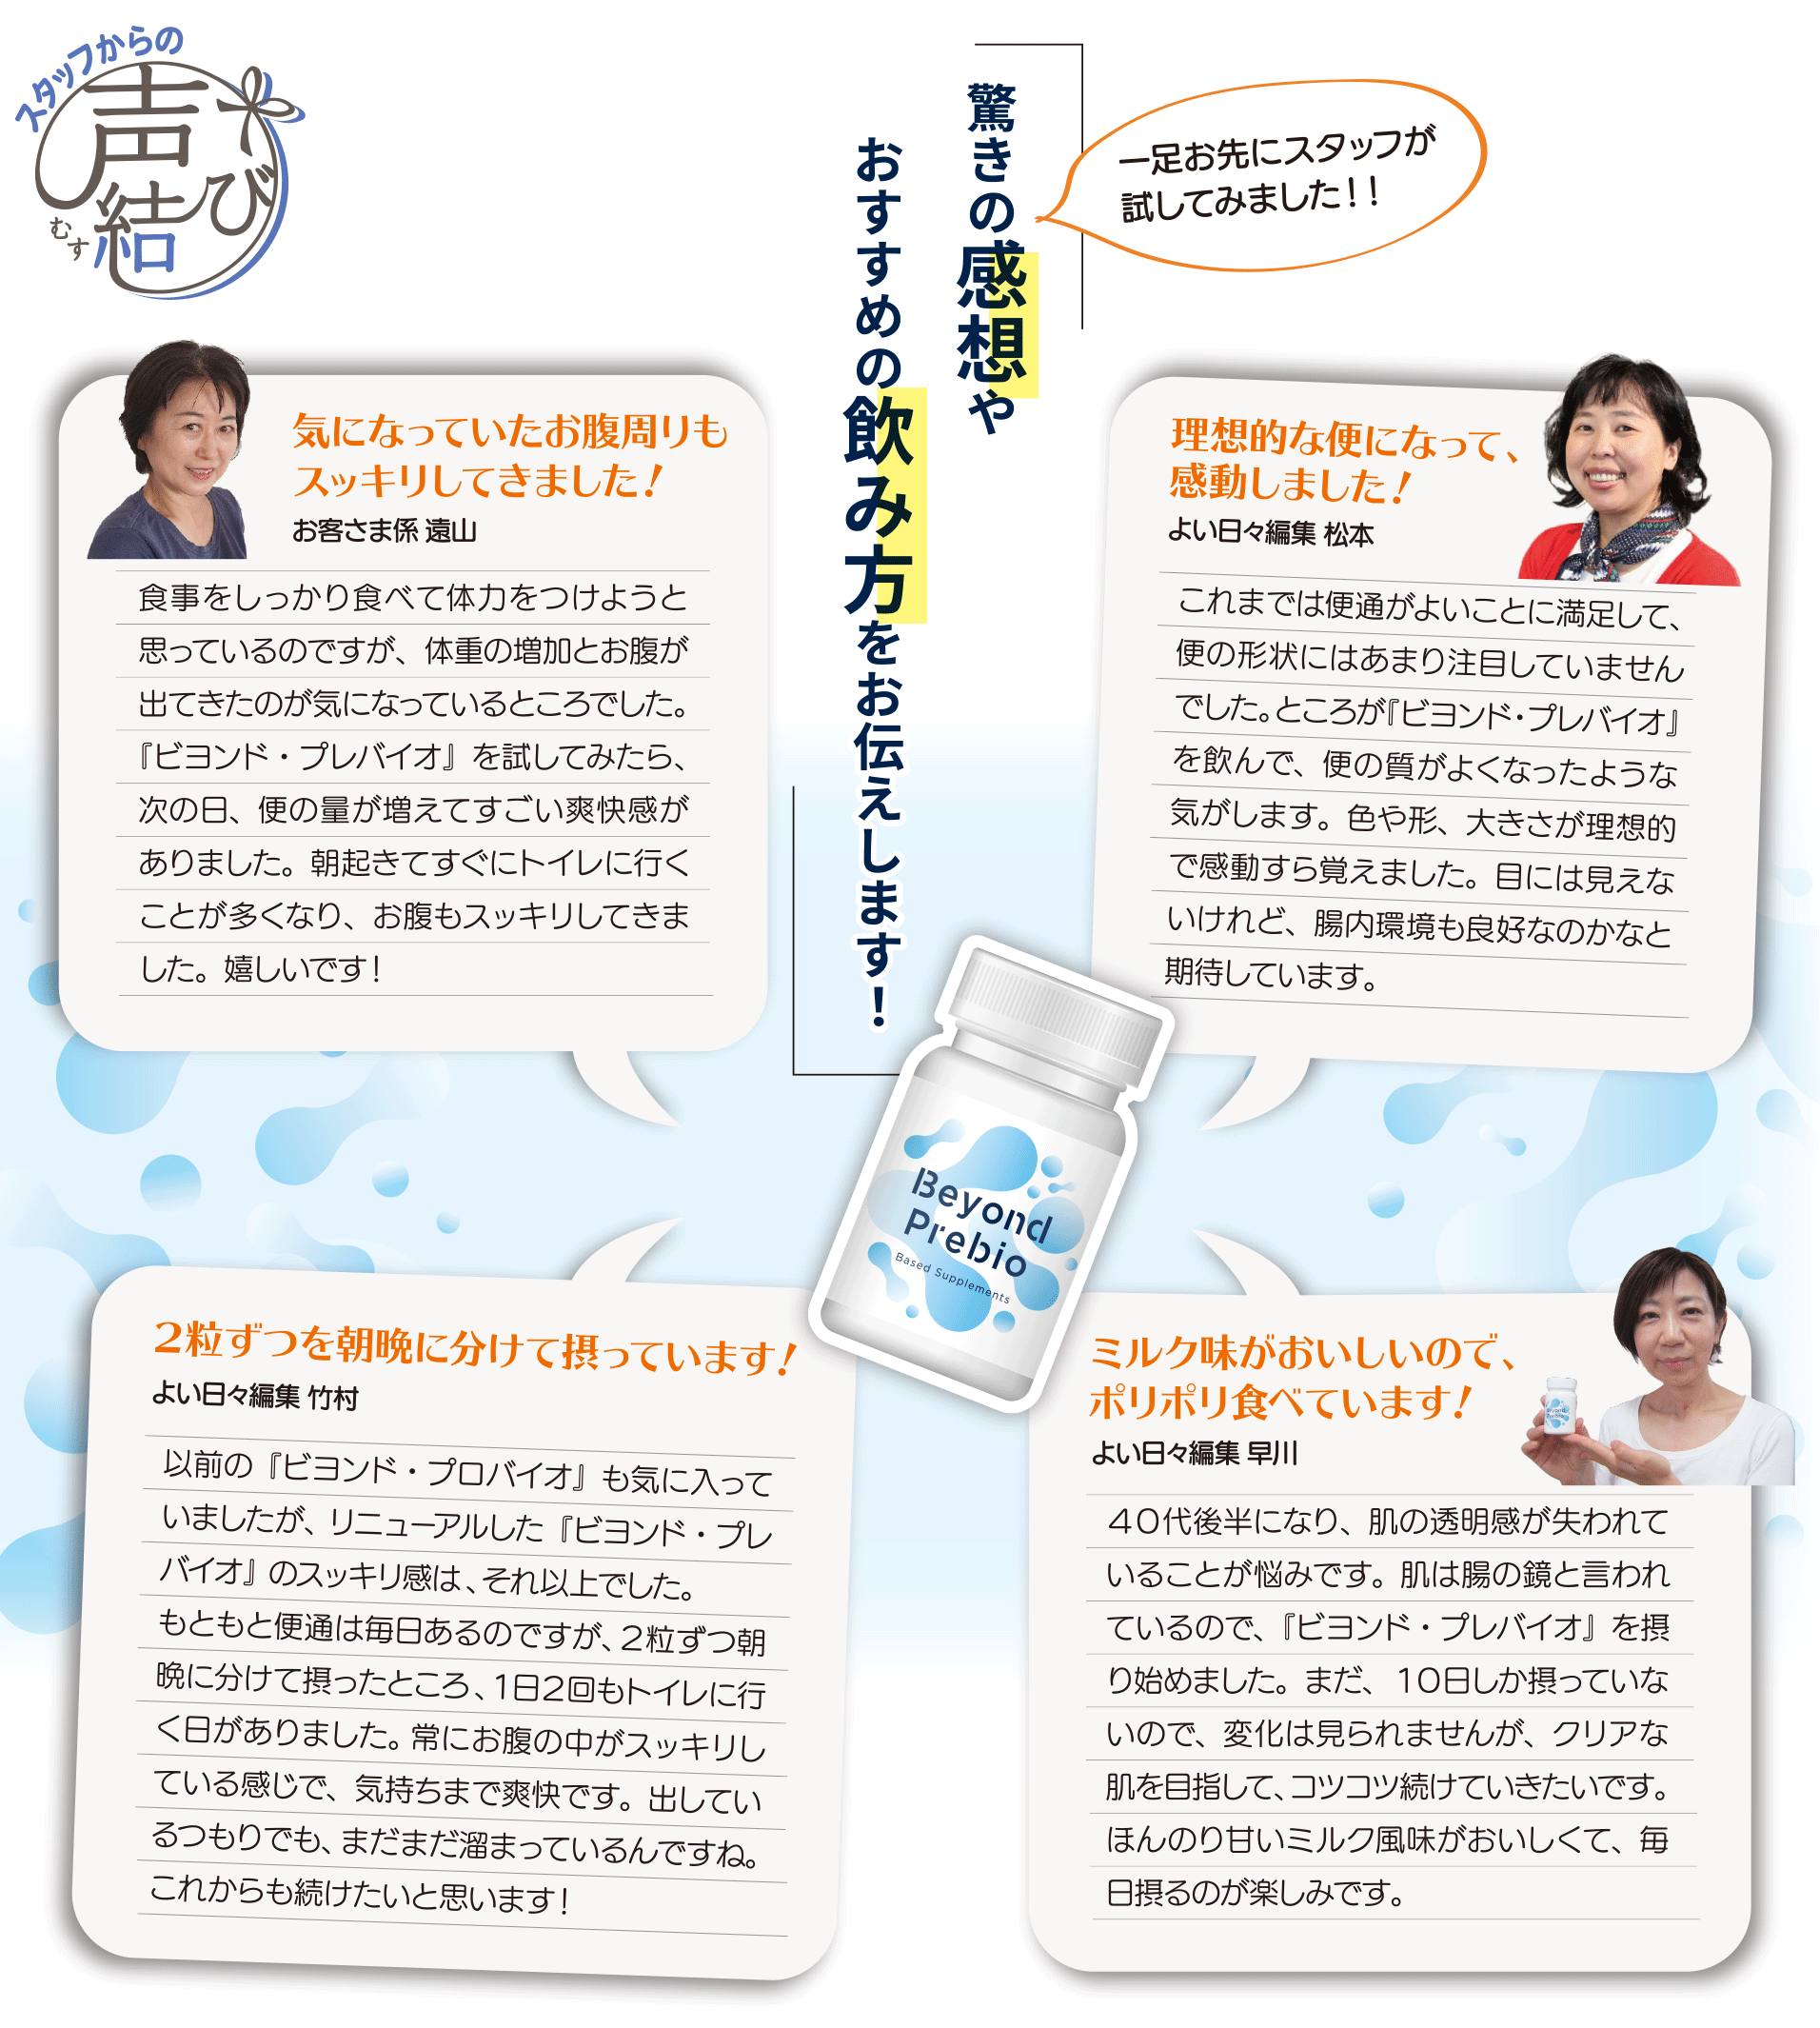 スタッフからの
声結び
むす
一足お先にスタッフが
試してみました!!
驚きの感想や
おすすめの飲み方をお伝えします!
気になっていたお腹周りも
スッキリしてきました!
お客さま係 遠山
食事をしっかり食べて体力をつけようと
思っているのですが、体重の増加とお腹が
出てきたのが気になっているところでした。
『ビヨンド・プレバイオ』を試してみたら、
次の日、便の量が増えてすごい爽快感が
ありました。朝起きてすぐにトイレに行く
ことが多くなり、お腹もスッキリしてきま
した。嬉しいです!
理想的な便になって、
感動しました!
よい日々編集 松本
これまでは便通がよいことに満足して、
便の形状にはあまり注目していません
でした。ところが『ビヨンド・プレバイオ』
を飲んで、便の質がよくなったような
気がします。色や形、大きさが理想的
で感動すら覚えました。目には見えな
いけれど、腸内環境も良好なのかなと
期待しています。
Beyond
Prebio
Based Supplements
2粒ずつを朝晩に分けて摂っています!
よい日々編集 竹村
以前の『ビヨンド・プロバイオ』も気に入って
いましたが、リニューアルした『ビヨンド・プレ
バイオ』のスッキリ感は、それ以上でした。
もともと便通は毎日あるのですが、2粒ずつ朝
晩に分けて摂ったところ、1日2回もトイレに行
く日がありました。常にお腹の中がスッキリし
ている感じで、気持ちまで爽快です。出してい
るつもりでも、まだまだ溜まっているんですね。
これからも続けたいと思います!
ミルク味がおいしいので、
ポリポリ食べています!
よい日々編集 早川
Beyond
Prebio
40代後半になり、肌の透明感が失われて
いることが悩みです。肌は腸の鏡と言われ
ているので、『ビヨンド・プレバイオ』を摂
り始めました。まだ、10日しか摂っていな
いので、変化は見られませんが、クリアな
肌を目指して、コツコツ続けていきたいです。
ほんのり甘いミルク風味がおいしくて、毎
日摂るのが楽しみです。